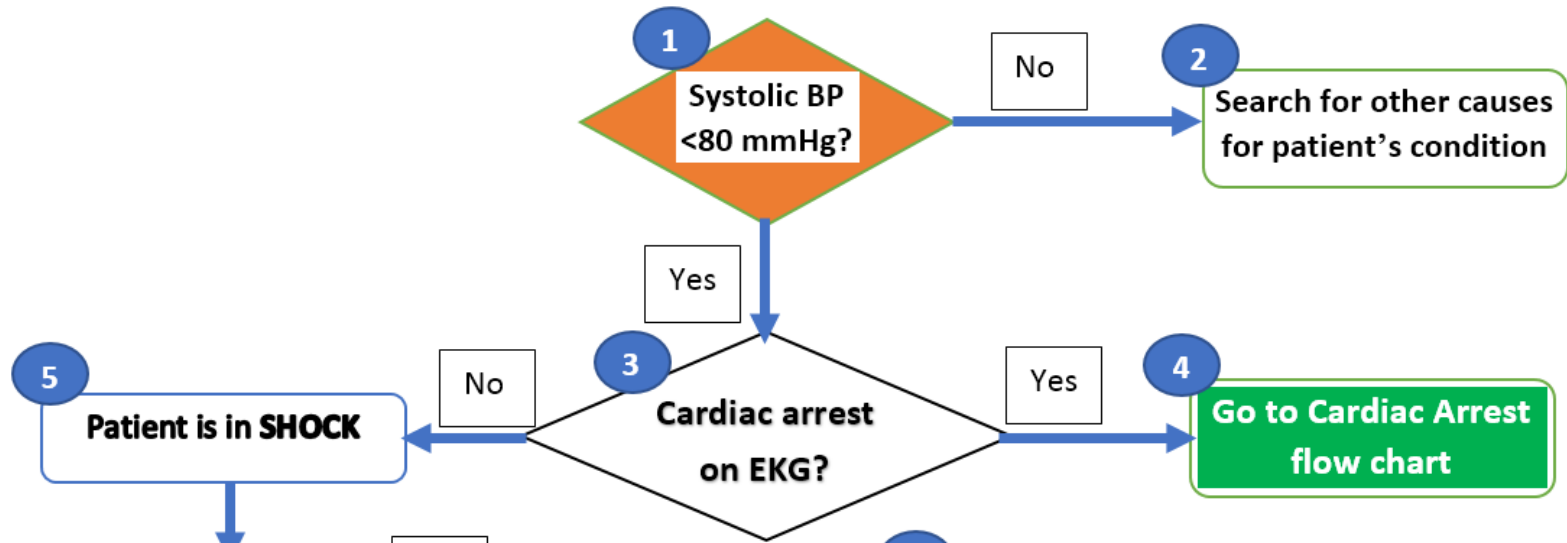 1
Systolic BP
<80 mmHg?
No
2
Search for other causes
for patient's condition
Yes
3
Cardiac arrest
on EKG?
Yes
4
Go to Cardiac Arrest
flow chart
No
5
Patient is in SHOCK